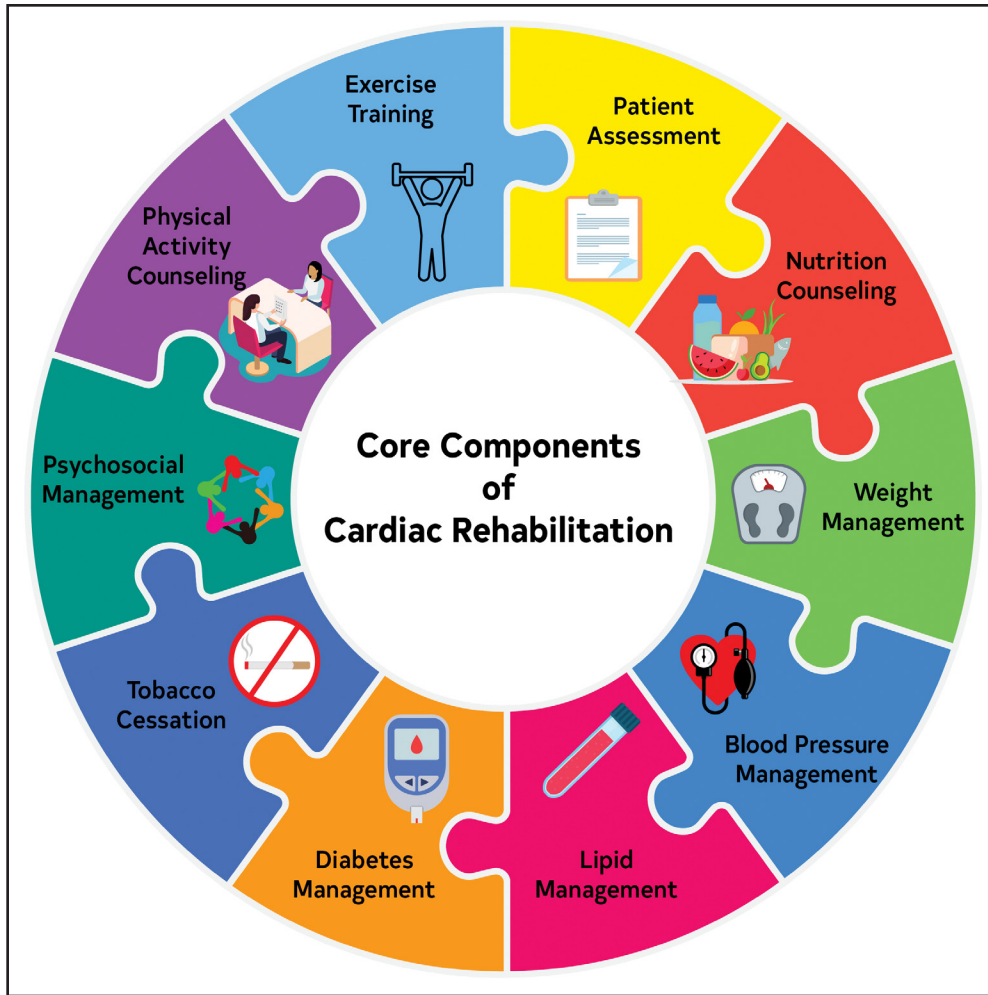 Core Components
of
Cardiac Rehabilitation
Patient
Assessment
Nutrition
Counseling
Weight
Management
Blood Pressure
Management
Lipid
Management
Diabetes
Management
Tobacco
Cessation
Psychosocial
Management
Physical
Activity
Counseling
Exercise
Training